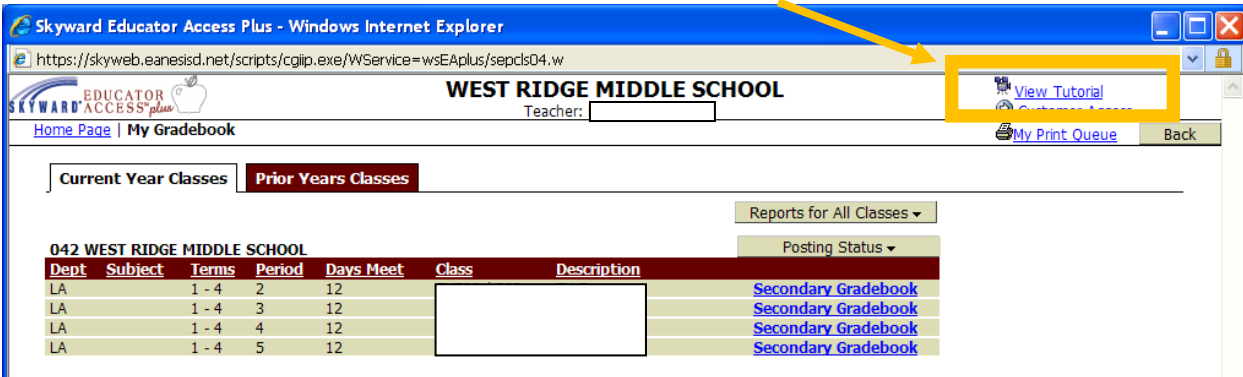 Skyward Educator Access Plus - Windows Internet Explorer
https://skyweb.eanesisd.net/scripts/cgiip.exe/WService=wsEAplus/sepcls04.w
SKYWARD EDUCATOR ACCESS plus
WEST RIDGE MIDDLE SCHOOL
Teacher:
View Tutorial
Customer Access
Home Page | My Gradebook
My Print Queue Back
Current Year Classes Prior Years Classes
Reports for All Classes
042 WEST RIDGE MIDDLE SCHOOL Posting Status
Dept Subject Terms Period Days Meet Class Description
LA 1 - 4 2 12 Secondary Gradebook
LA 1 - 4 3 12 Secondary Gradebook
LA 1 - 4 4 12 Secondary Gradebook
LA 1 - 4 5 12 Secondary Gradebook